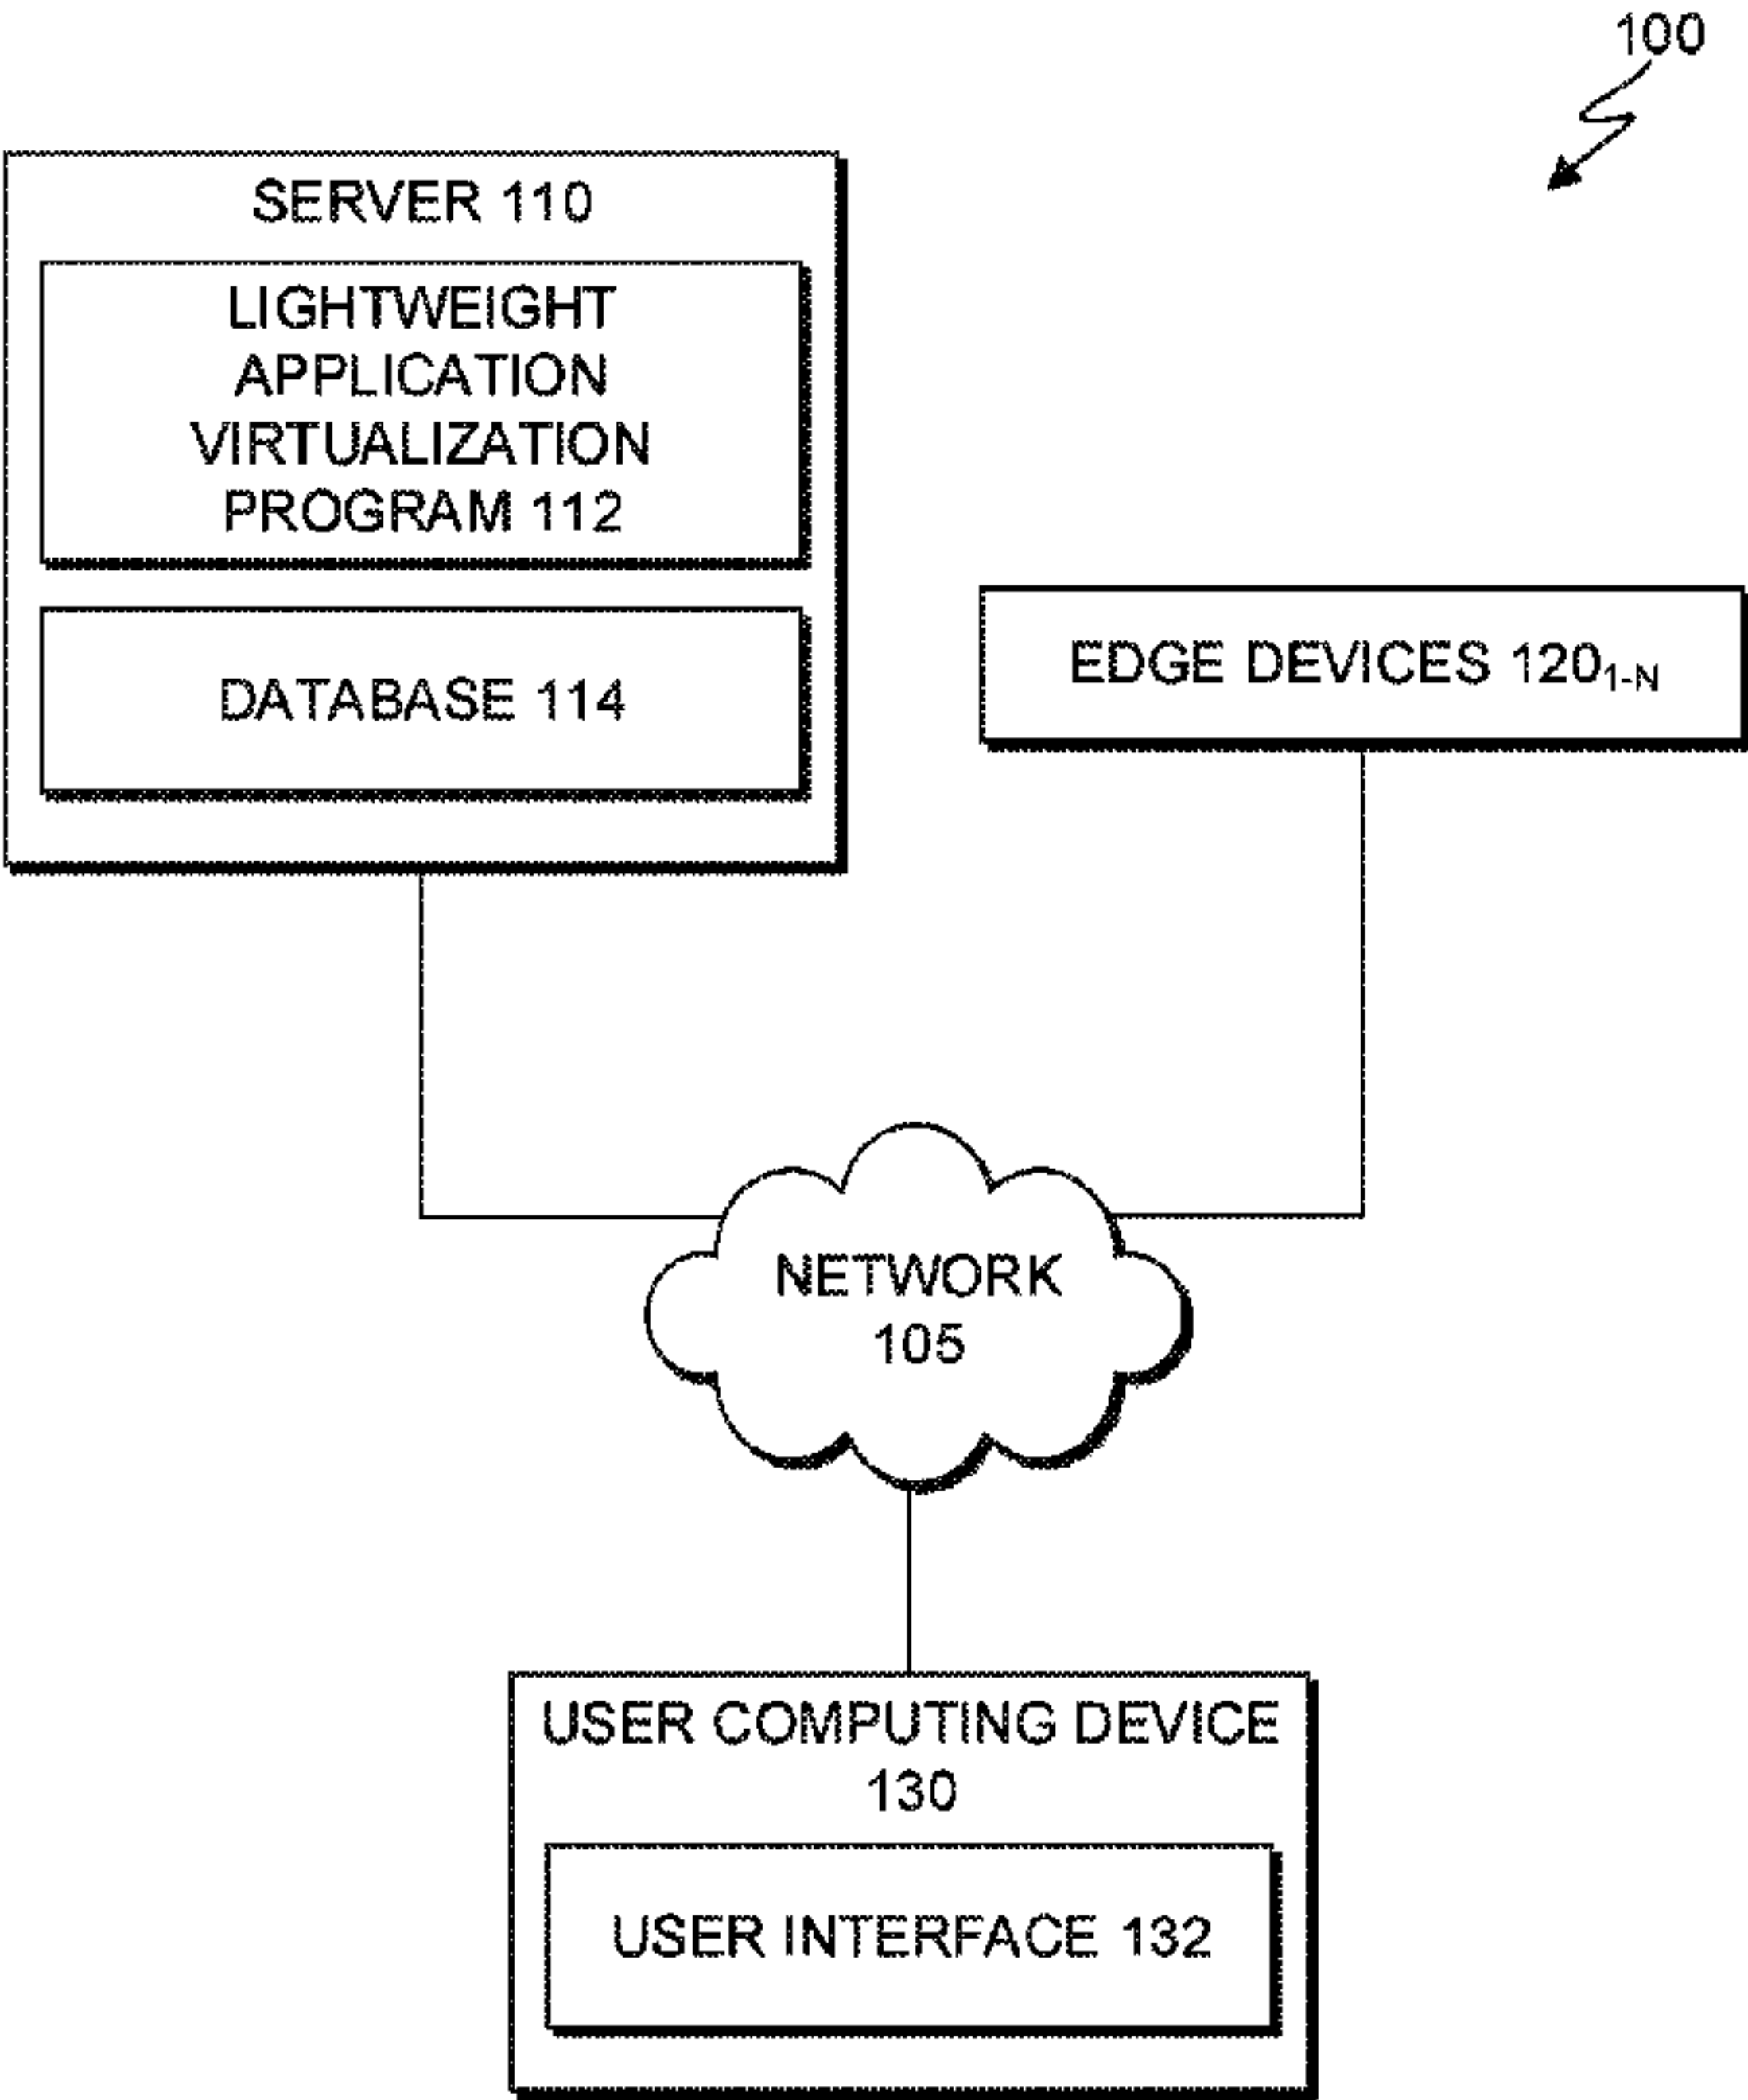 100
SERVER 110
LIGHTWEIGHT
APPLICATION
VIRTUALIZATION
PROGRAM 112
DATABASE 114
EDGE DEVICES 120₁₋N
NETWORK
105
USER COMPUTING DEVICE
130
USER INTERFACE 132